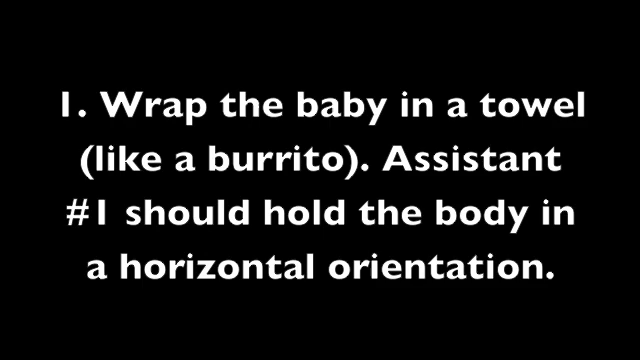 1. Wrap the baby in a towel
(like a burrito). Assistant
#1 should hold the body in
a horizontal orientation.